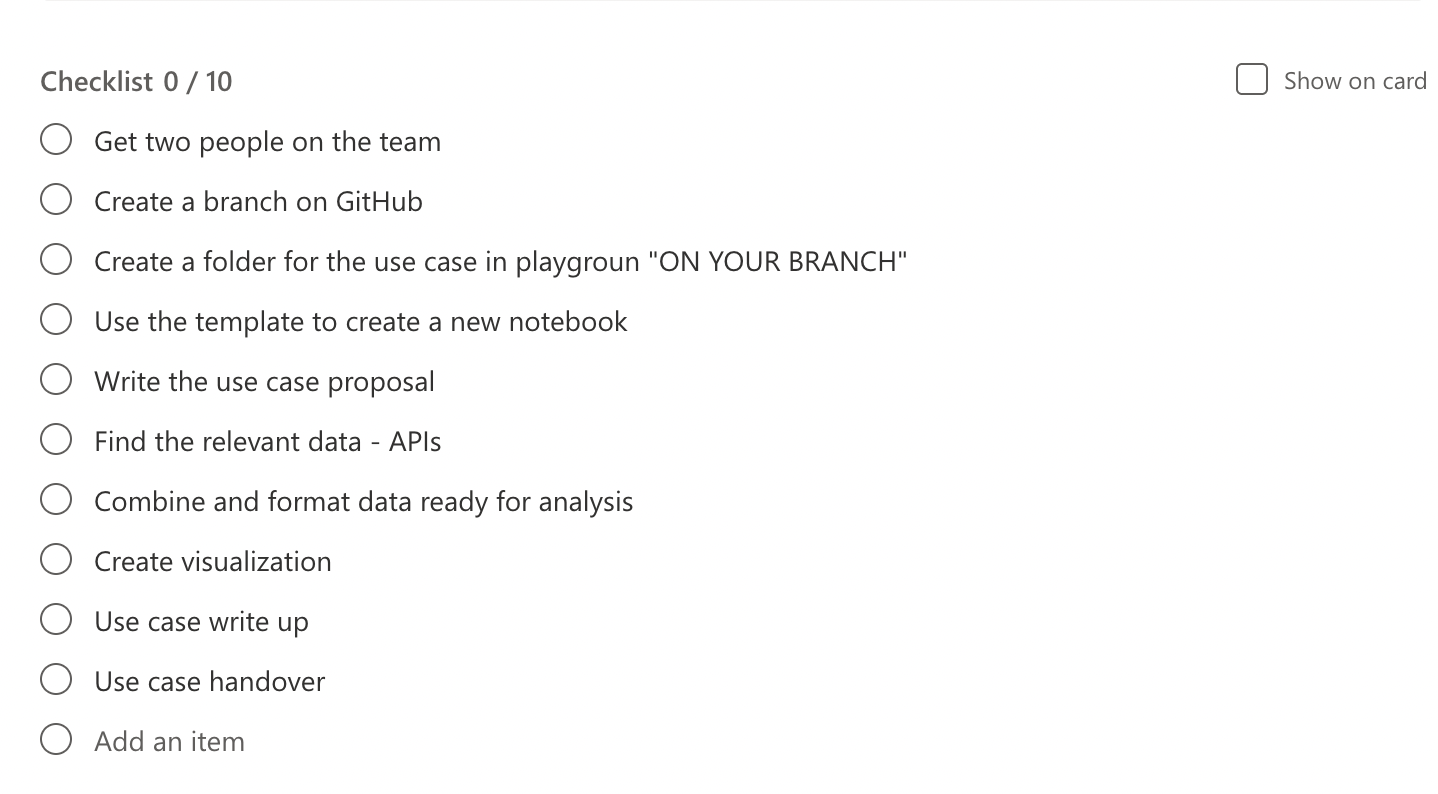 Checklist 0 / 10
Show on card
Get two people on the team
Create a branch on GitHub
Create a folder for the use case in playgroun "ON YOUR BRANCH"
Use the template to create a new notebook
Write the use case proposal
Find the relevant data - APIs
Combine and format data ready for analysis
Create visualization
Use case write up
Use case handover
Add an item